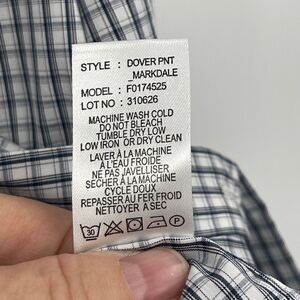 STYLE : DOVER PNT
_MARKDALE
MODEL : F0174525
LOT NO : 310626
MACHINE WASH COLD
DO NOT BLEACH
TUMBLE DRY LOW
LOW IRON OR DRY CLEAN
LAVER À LA MACHINE
À L'EAU FROIDE
NE PAS JAVELLISER
SECHER À LA MACHINE
CYCLE DOUX
REPASSER AU FER FROID
NETTOYER A SEC
30 P